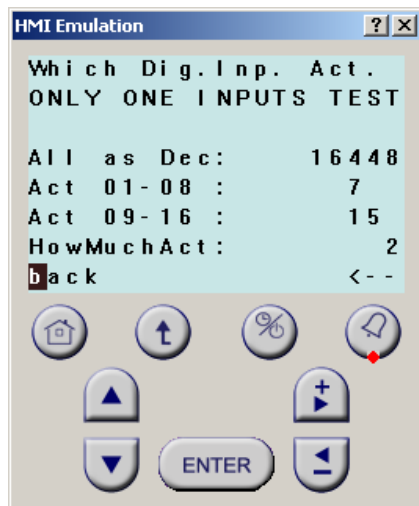 HMI Emulation
Which Dig.Inp. Act.
ONLY ONE INPUTS TEST
All as Dec: 16448
Act 01-08 : 7
Act 09-16 : 15
HowMuchAct: 2
back <--
ENTER